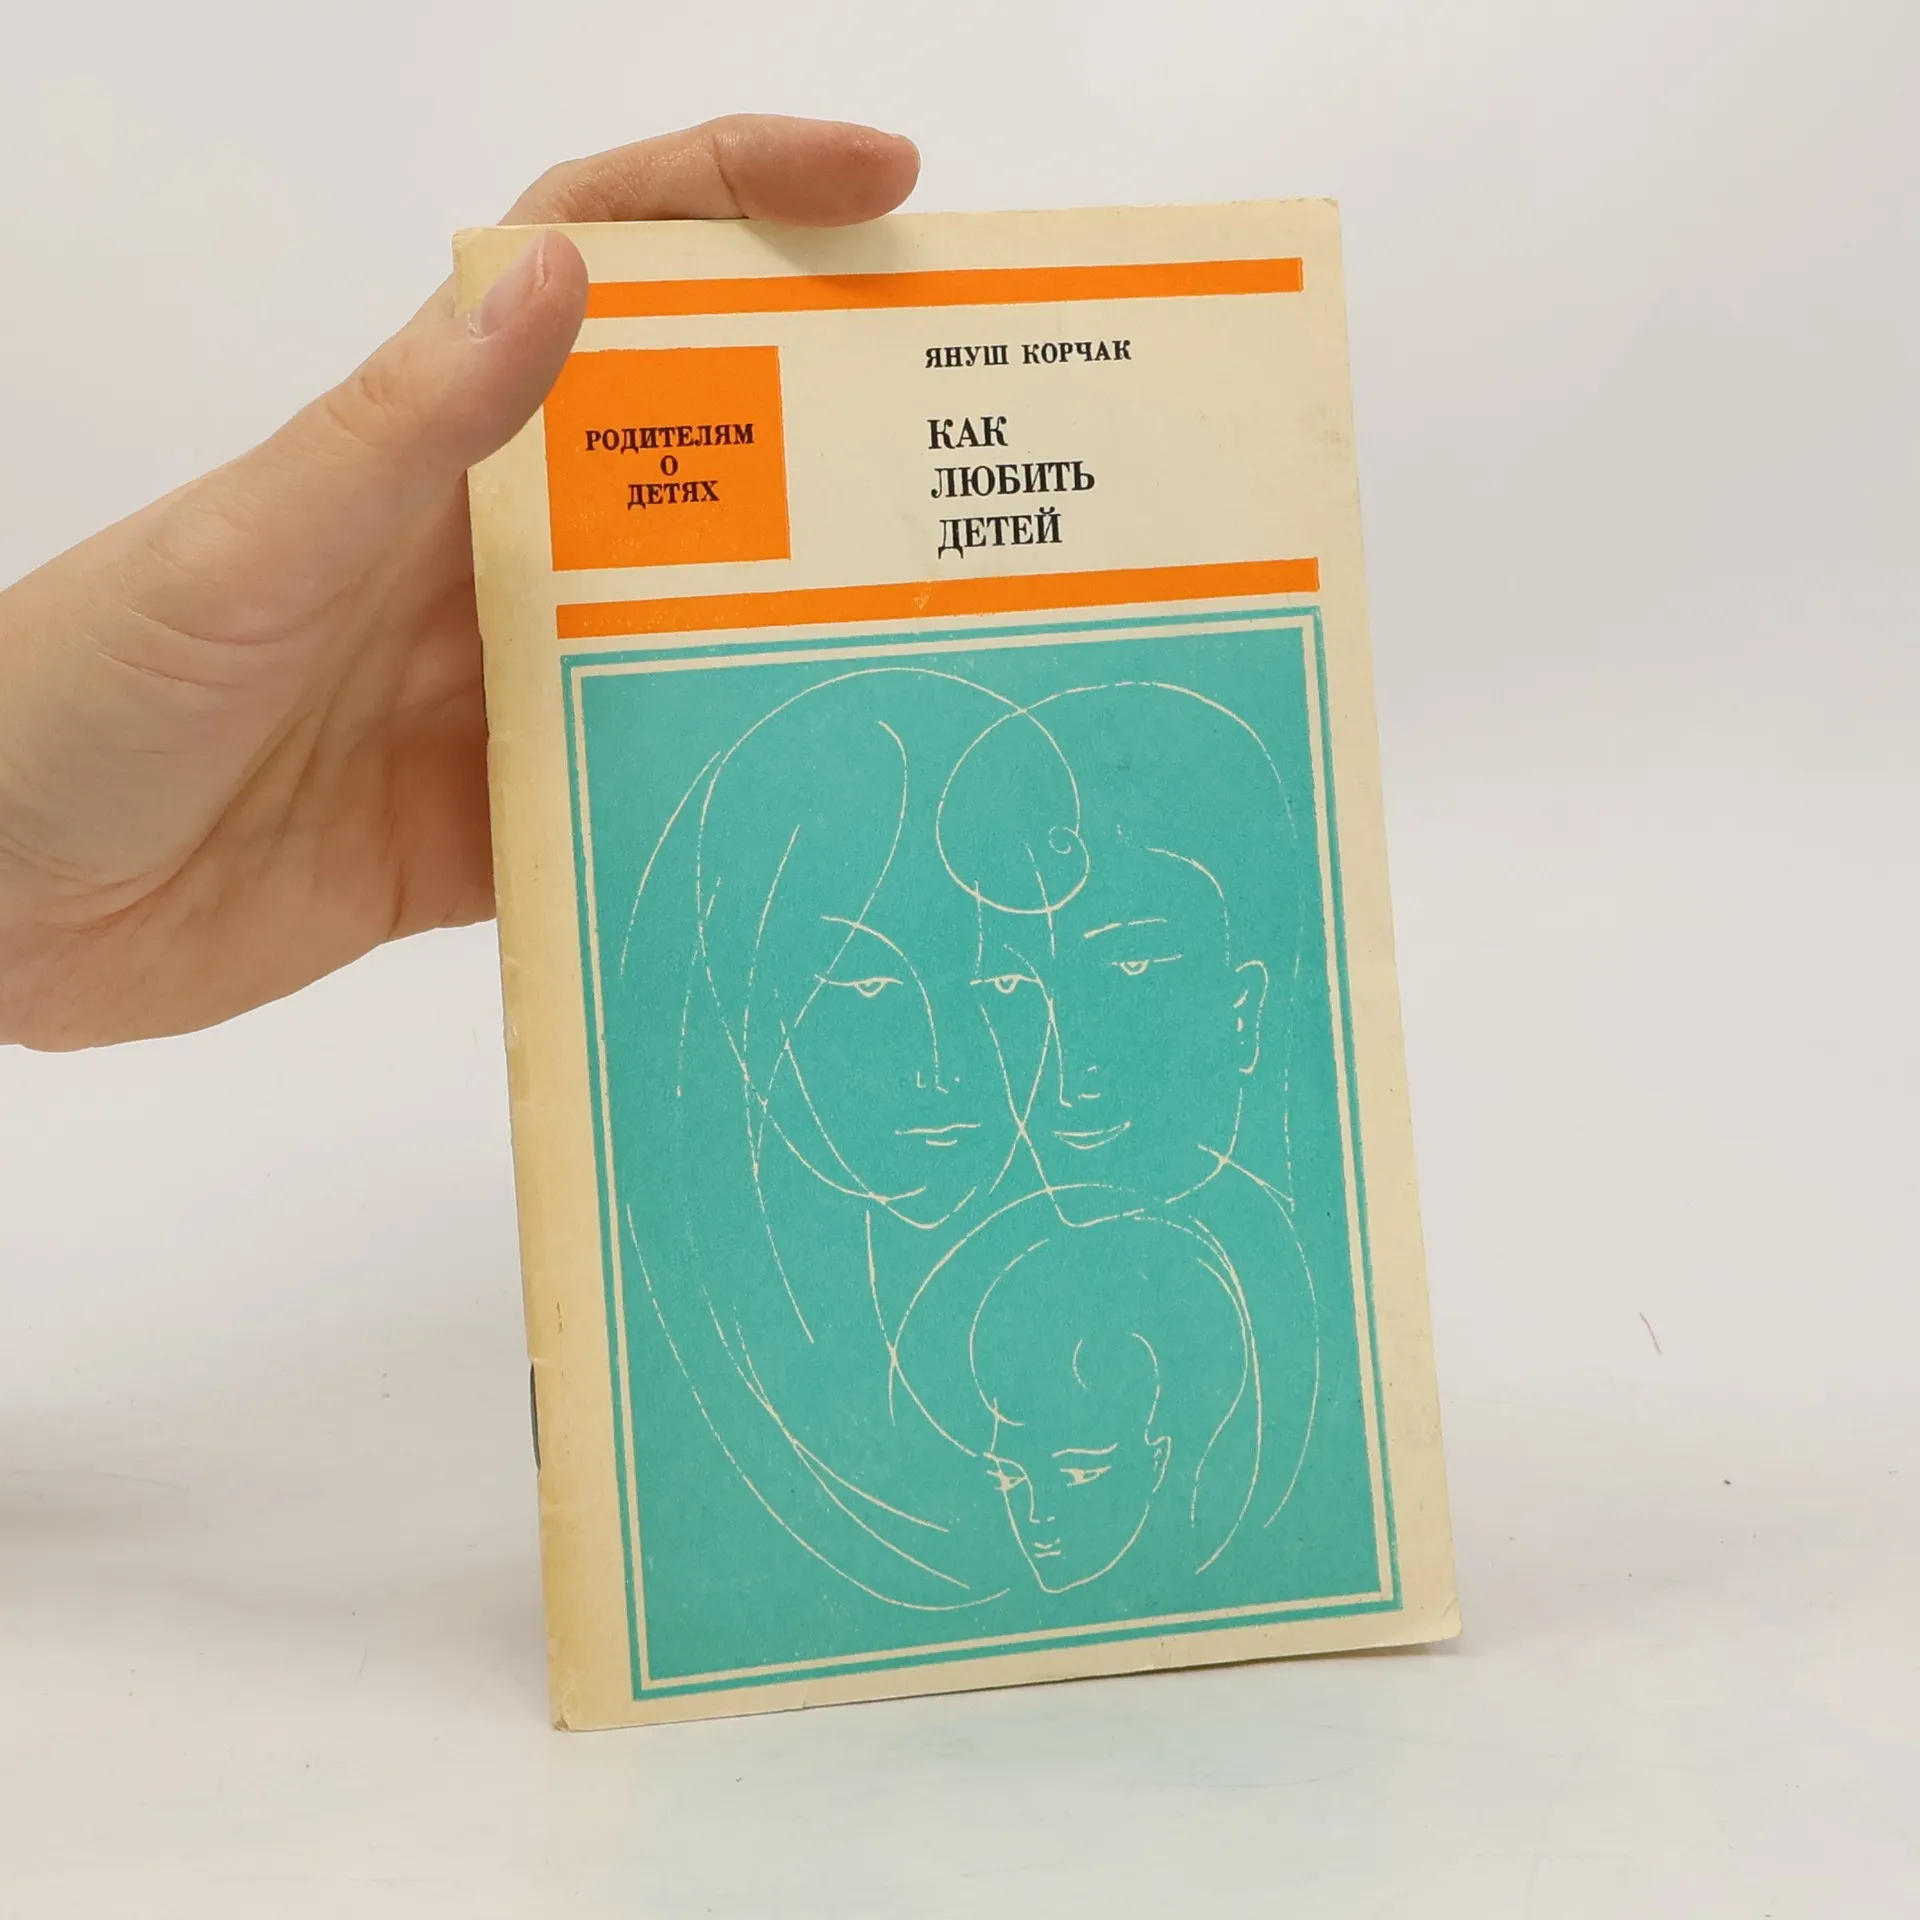 ЯНУШ КОРЧАК
КАК
ЛЮБИТЬ
ДЕТЕЙ
РОДИТЕЛЯМ
О
ДЕТЯХ